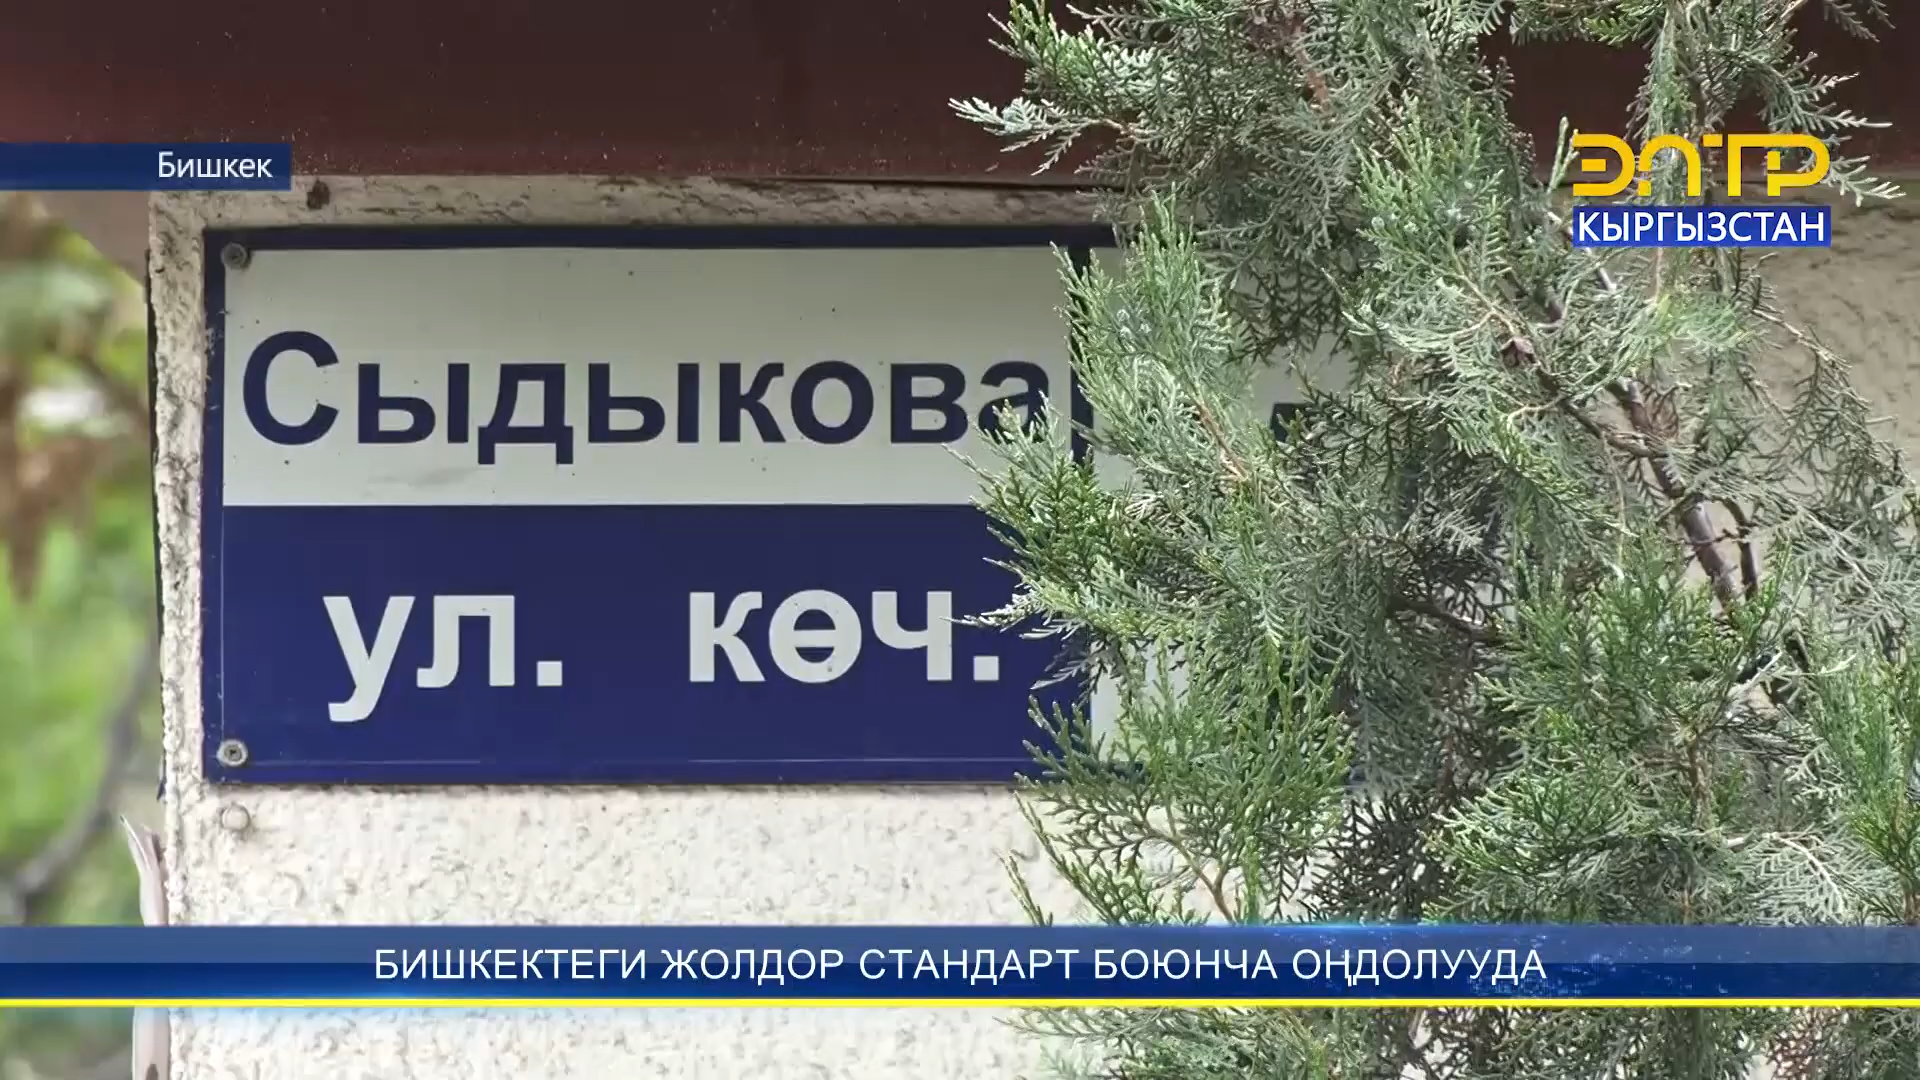 Бишкек
ЭЛТР
КЫРГЫЗСТАН
Сыдыкова
ул. көч.
БИШКЕКТЕГИ ЖОЛДОР СТАНДАРТ БОЮНЧА ОҢДОЛУУДА